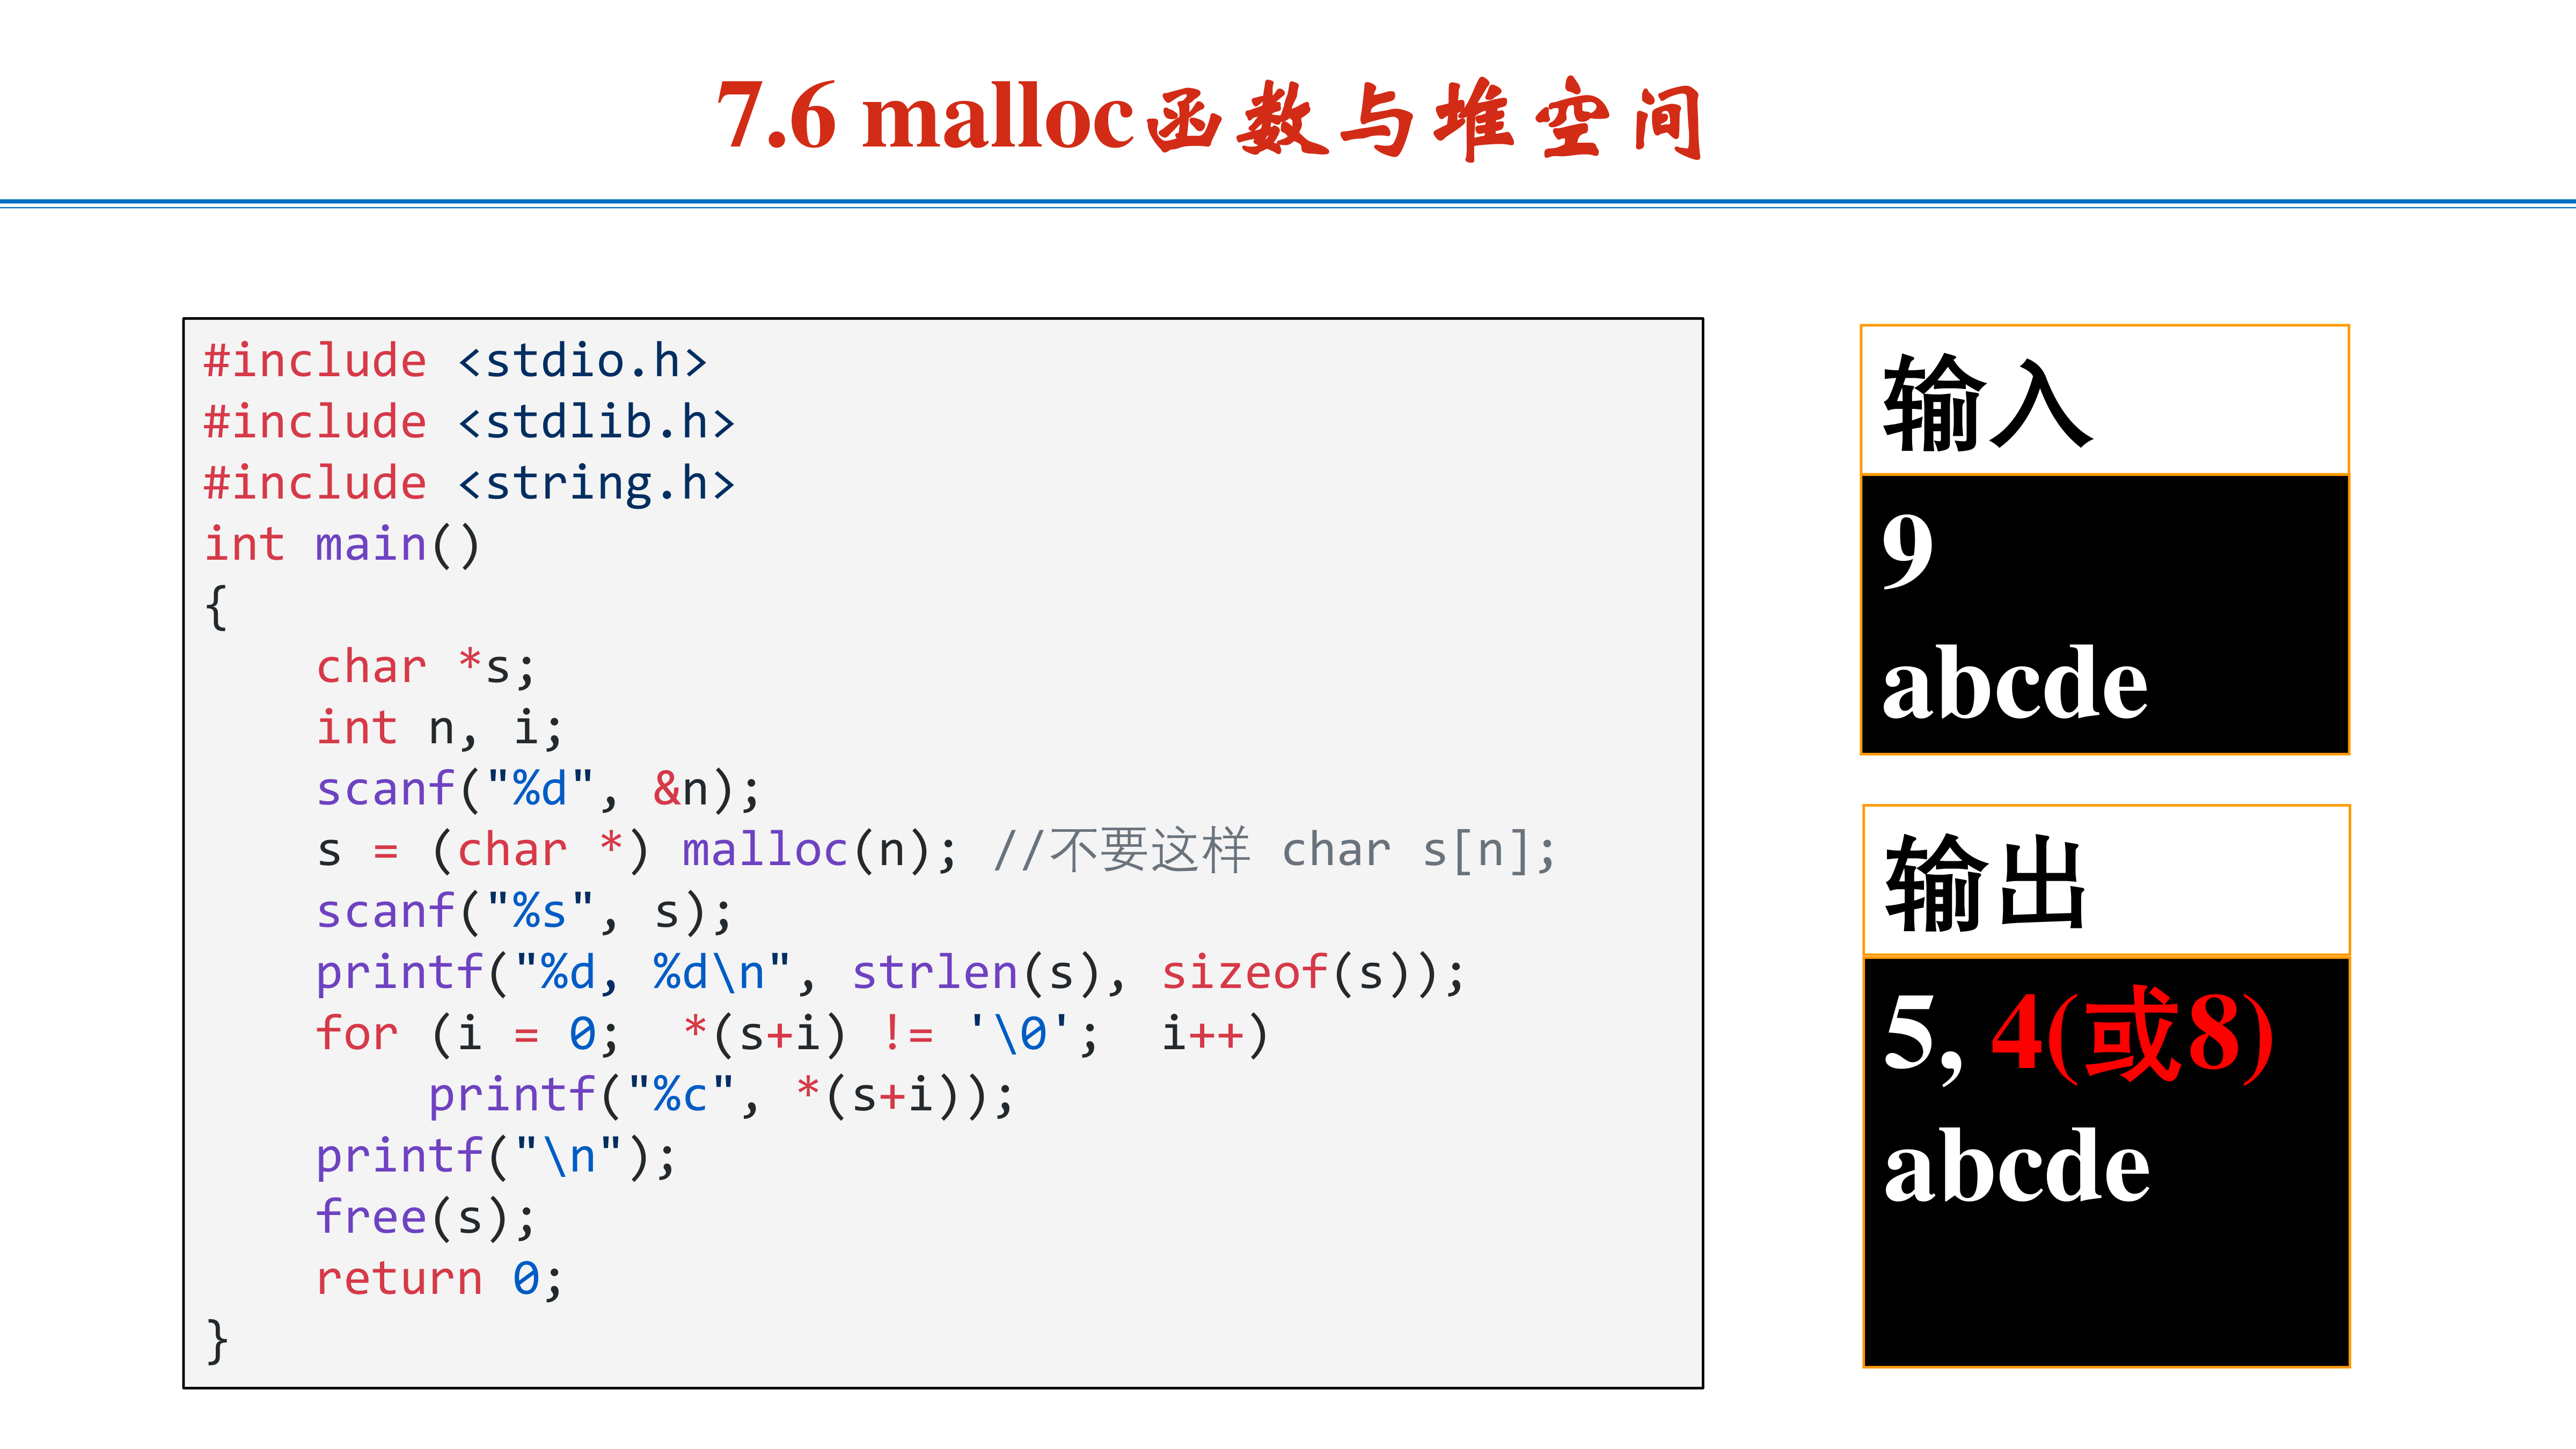 7.6 malloc函数与堆空间
#include <stdio.h>
#include <stdlib.h>
#include <string.h>
int main()
{
    char *s;
    int n, i;
    scanf("%d", &n);
    s = (char *) malloc(n); //不要这样 char s[n];
    scanf("%s", s);
    printf("%d, %d\n", strlen(s), sizeof(s));
    for (i = 0;  *(s+i) != '\0';  i++)
        printf("%c", *(s+i));
    printf("\n");
    free(s);
    return 0;
}
输入
9
abcde
输出
5, 4(或8)
abcde